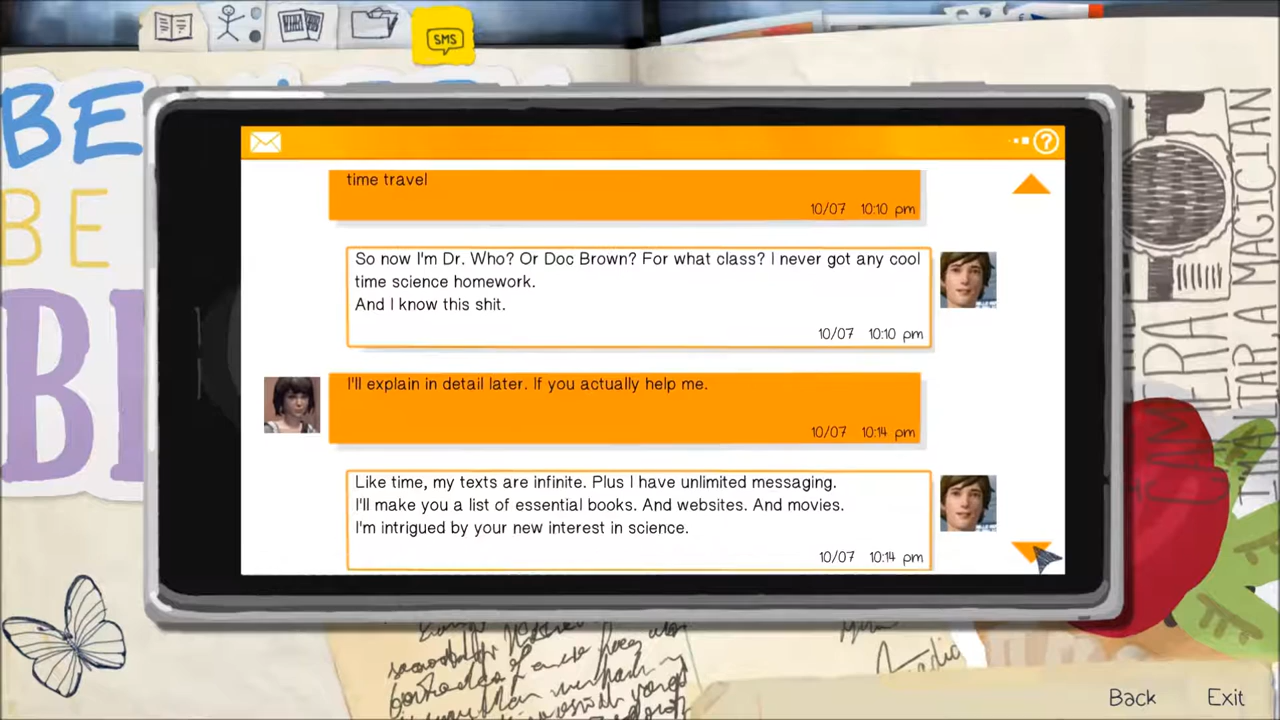 SMS
BE
BE
time travel
10/07 10:10 pm
So now I'm Dr. Who? Or Doc Brown? For what class? I never got any cool
time science homework.
And I know this shit.
10/07 10:10 pm
I'll explain in detail later. If you actually help me.
10/07 10:14 pm
Like time, my texts are infinite. Plus I have unlimited messaging.
I'll make you a list of essential books. And websites. And movies.
I'm intrigued by your new interest in science.
10/07 10:14 pm
?
MAGICIAN
Back Exit